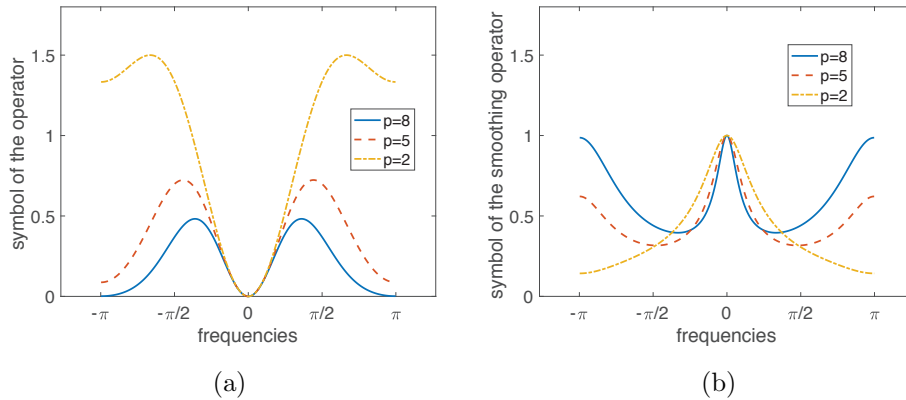 symbol of the operator
1.5
1
0.5
0
-π
-π/2
0
π/2
π
frequencies
p=8
p=5
p=2
(a)
symbol of the smoothing operator
1.5
1
0.5
0
-π
-π/2
0
π/2
π
frequencies
p=8
p=5
p=2
(b)